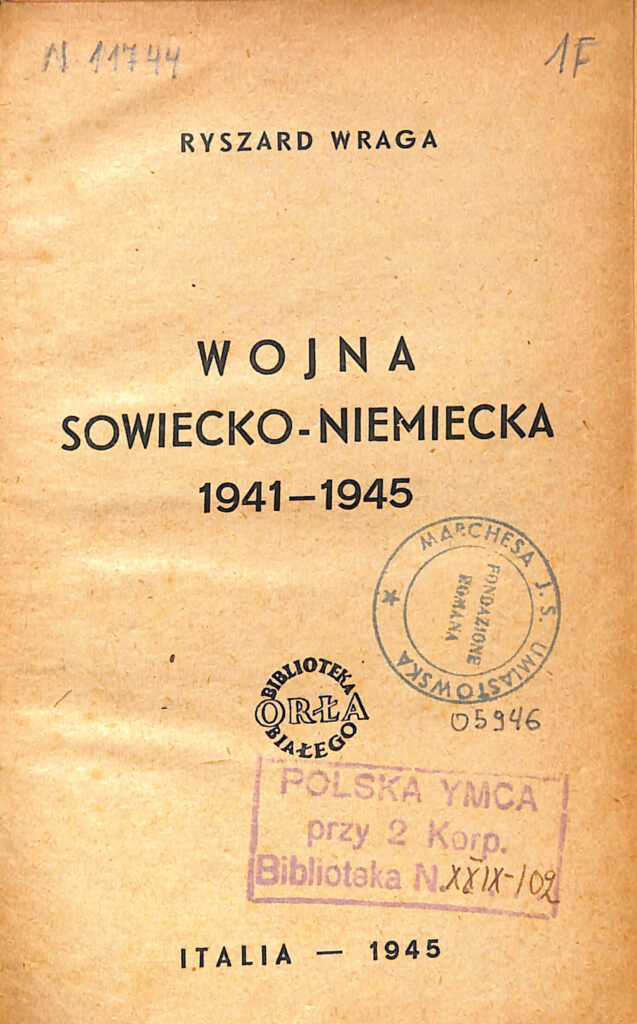 N 11744
1F
RYSZARD WRAGA
WOJNA
SOWIECKO-NIEMIECKA
1941–1945
MARCHESA J. S. UMIASTOWSKA
FONDAZIONE
ROMANA
05946
BIBLIOTEKA
ORŁA
BIAŁEGO
POLSKA YMCA
przy 2 Korp.
Biblioteka N. XXIX-/02
ITALIA — 1945